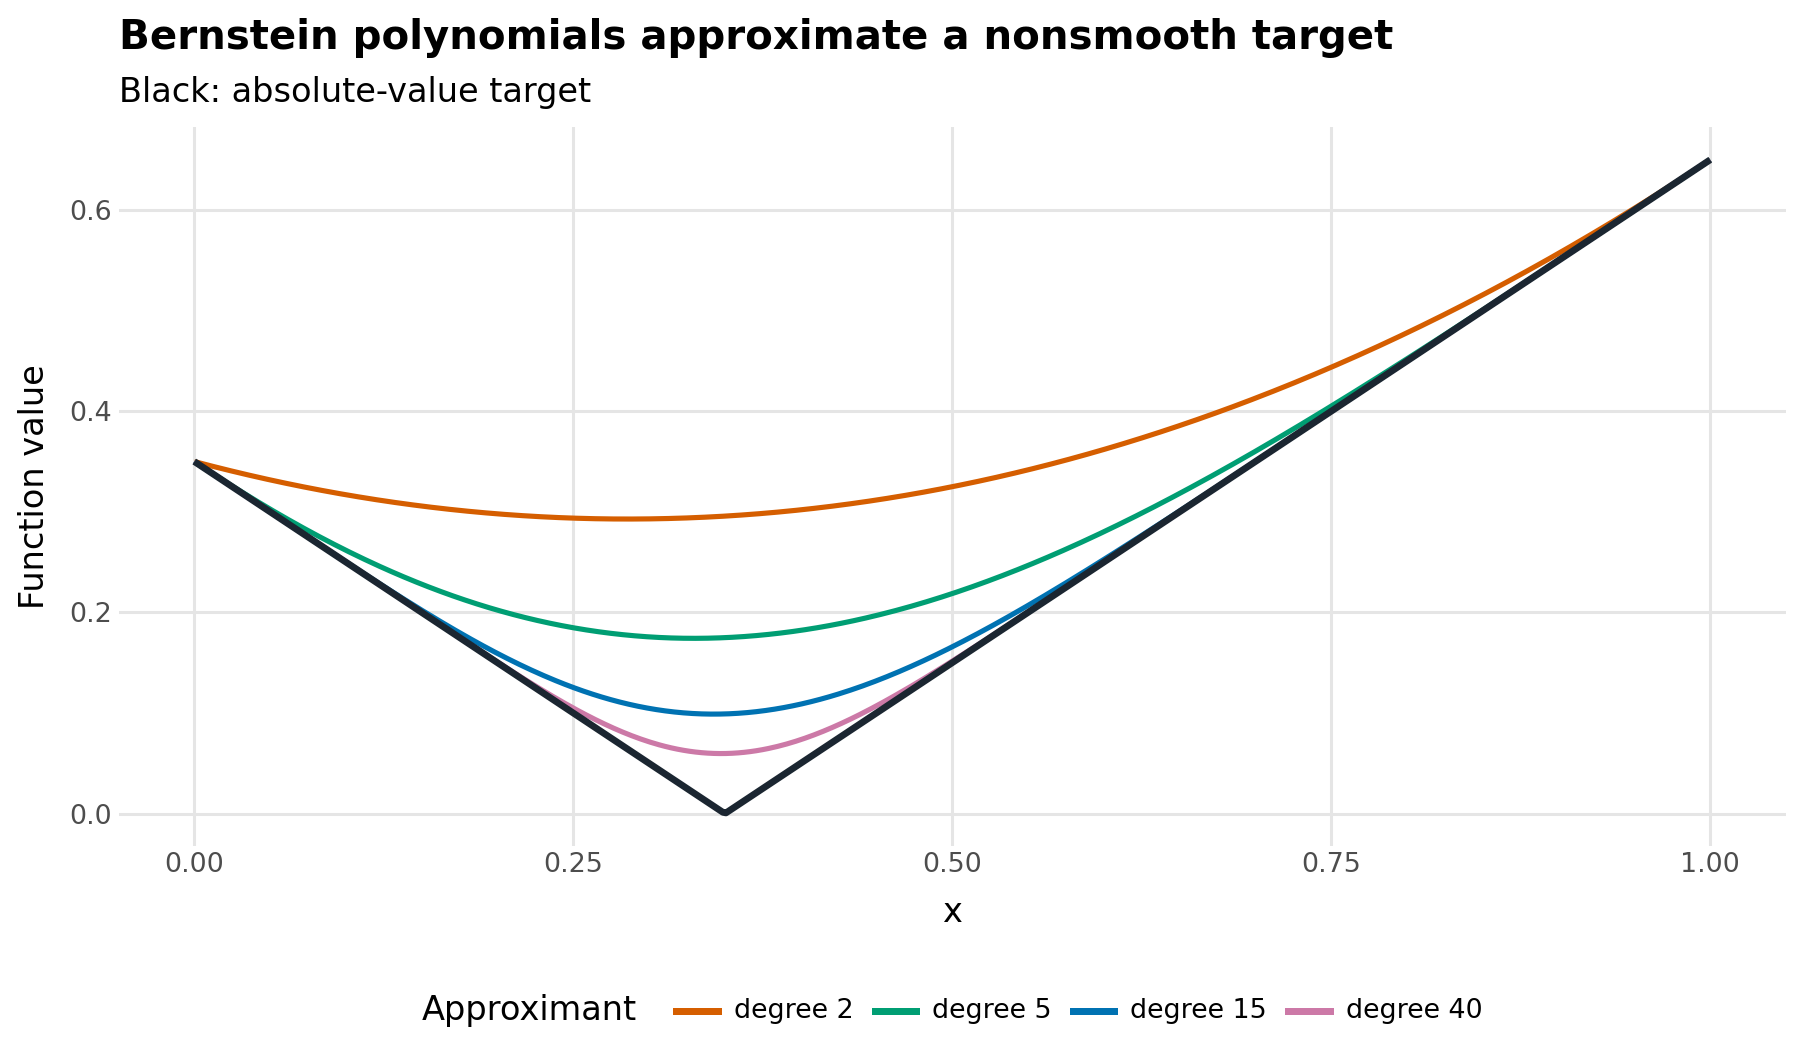 Bernstein polynomials approximate a nonsmooth target
Black: absolute-value target
Function value
0.6
0.4
0.2
0.0
0.00 0.25 0.50 0.75 1.00
x
Approximant degree 2 degree 5 degree 15 degree 40